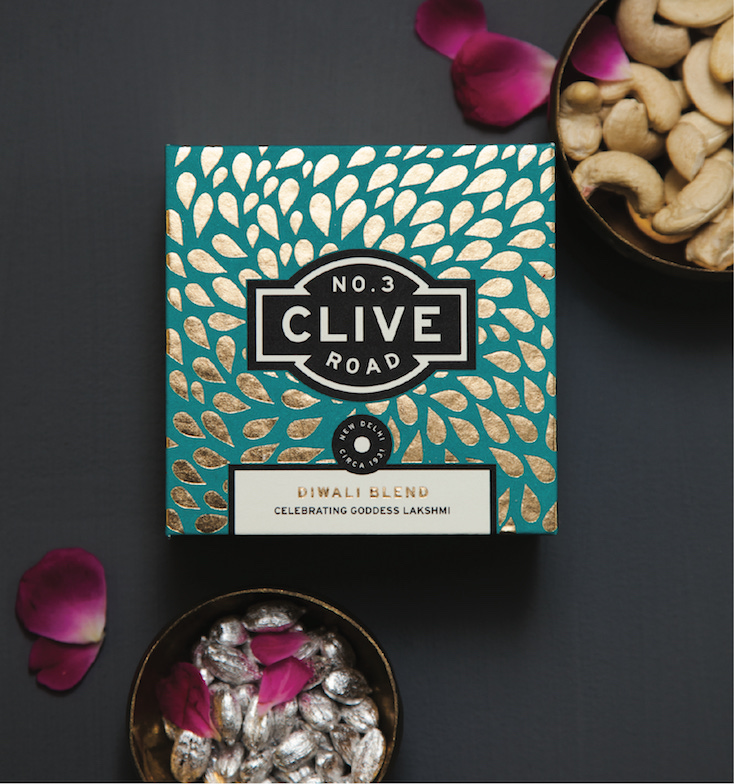 NO.3
CLIVE
ROAD
NEW DELHI
CIRCA 1931
DIWALI BLEND
CELEBRATING GODDESS LAKSHMI